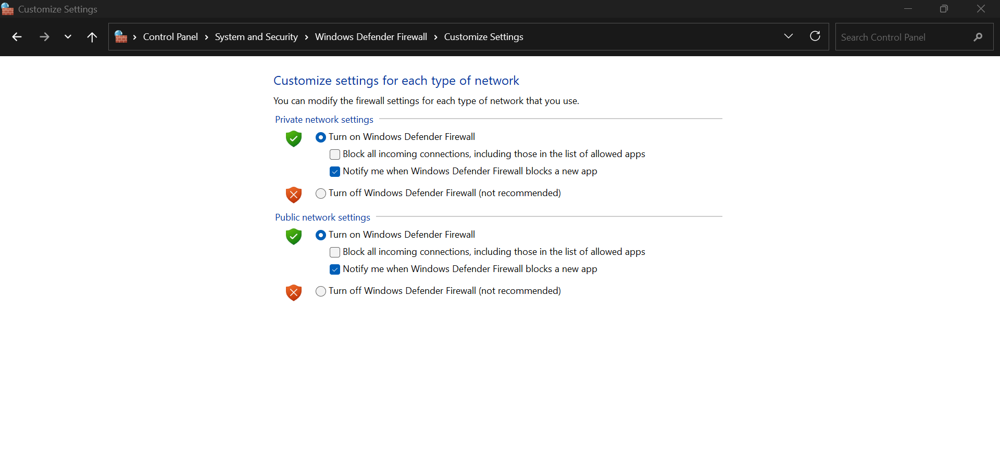 Customize Settings
Control Panel > System and Security > Windows Defender Firewall > Customize Settings
Search Control Panel
Customize settings for each type of network
You can modify the firewall settings for each type of network that you use.
Private network settings
Turn on Windows Defender Firewall
Block all incoming connections, including those in the list of allowed apps
Notify me when Windows Defender Firewall blocks a new app
Turn off Windows Defender Firewall (not recommended)
Public network settings
Turn on Windows Defender Firewall
Block all incoming connections, including those in the list of allowed apps
Notify me when Windows Defender Firewall blocks a new app
Turn off Windows Defender Firewall (not recommended)